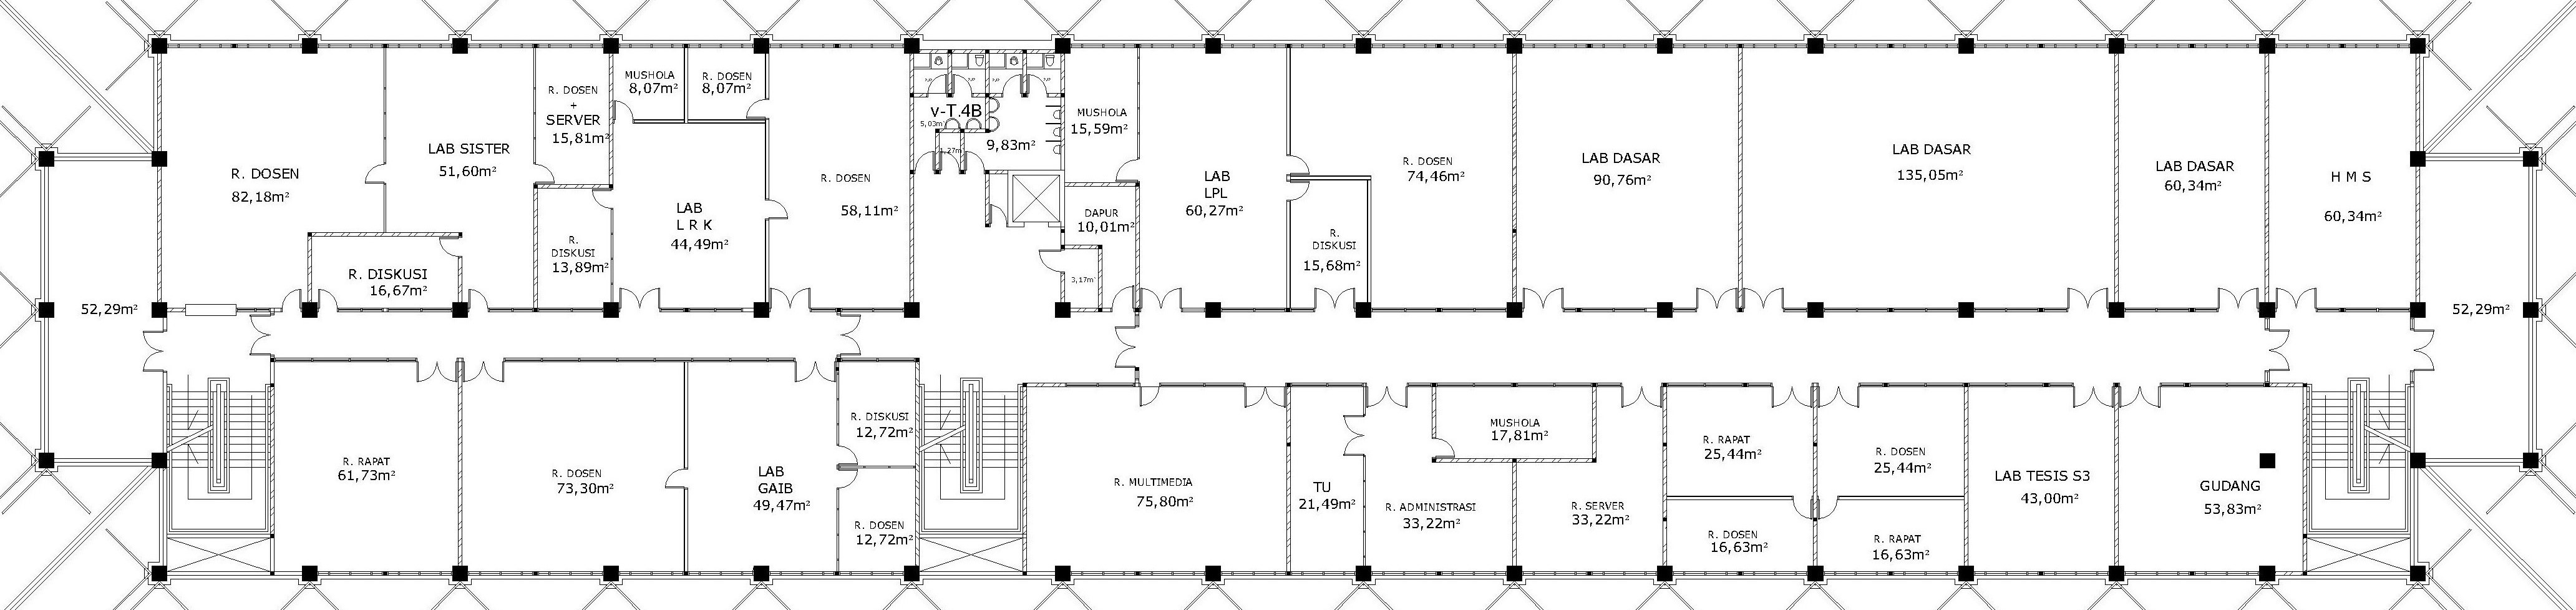 R. DOSEN
82,18m²
LAB SISTER
51,60m²
R. DOSEN
+
SERVER
15,81m²
MUSHOLA
8,07m²
R. DOSEN
8,07m²
R. DISKUSI
16,67m²
R.
DISKUSI
13,89m²
LAB
L R K
44,49m²
R. DOSEN
58,11m²
v-T.4B
5,03m²
9,83m²
MUSHOLA
15,59m²
DAPUR
10,01m²
3,17m²
LAB
LPL
60,27m²
R. DOSEN
74,46m²
R.
DISKUSI
15,68m²
LAB DASAR
90,76m²
LAB DASAR
135,05m²
LAB DASAR
60,34m²
H M S
60,34m²
52,29m²
52,29m²
R. RAPAT
61,73m²
R. DOSEN
73,30m²
LAB
GAIB
49,47m²
R. DISKUSI
12,72m²
R. DOSEN
12,72m²
R. MULTIMEDIA
75,80m²
TU
21,49m²
R. ADMINISTRASI
33,22m²
MUSHOLA
17,81m²
R. SERVER
33,22m²
R. RAPAT
25,44m²
R. DOSEN
16,63m²
R. DOSEN
25,44m²
R. RAPAT
16,63m²
LAB TESIS S3
43,00m²
GUDANG
53,83m²